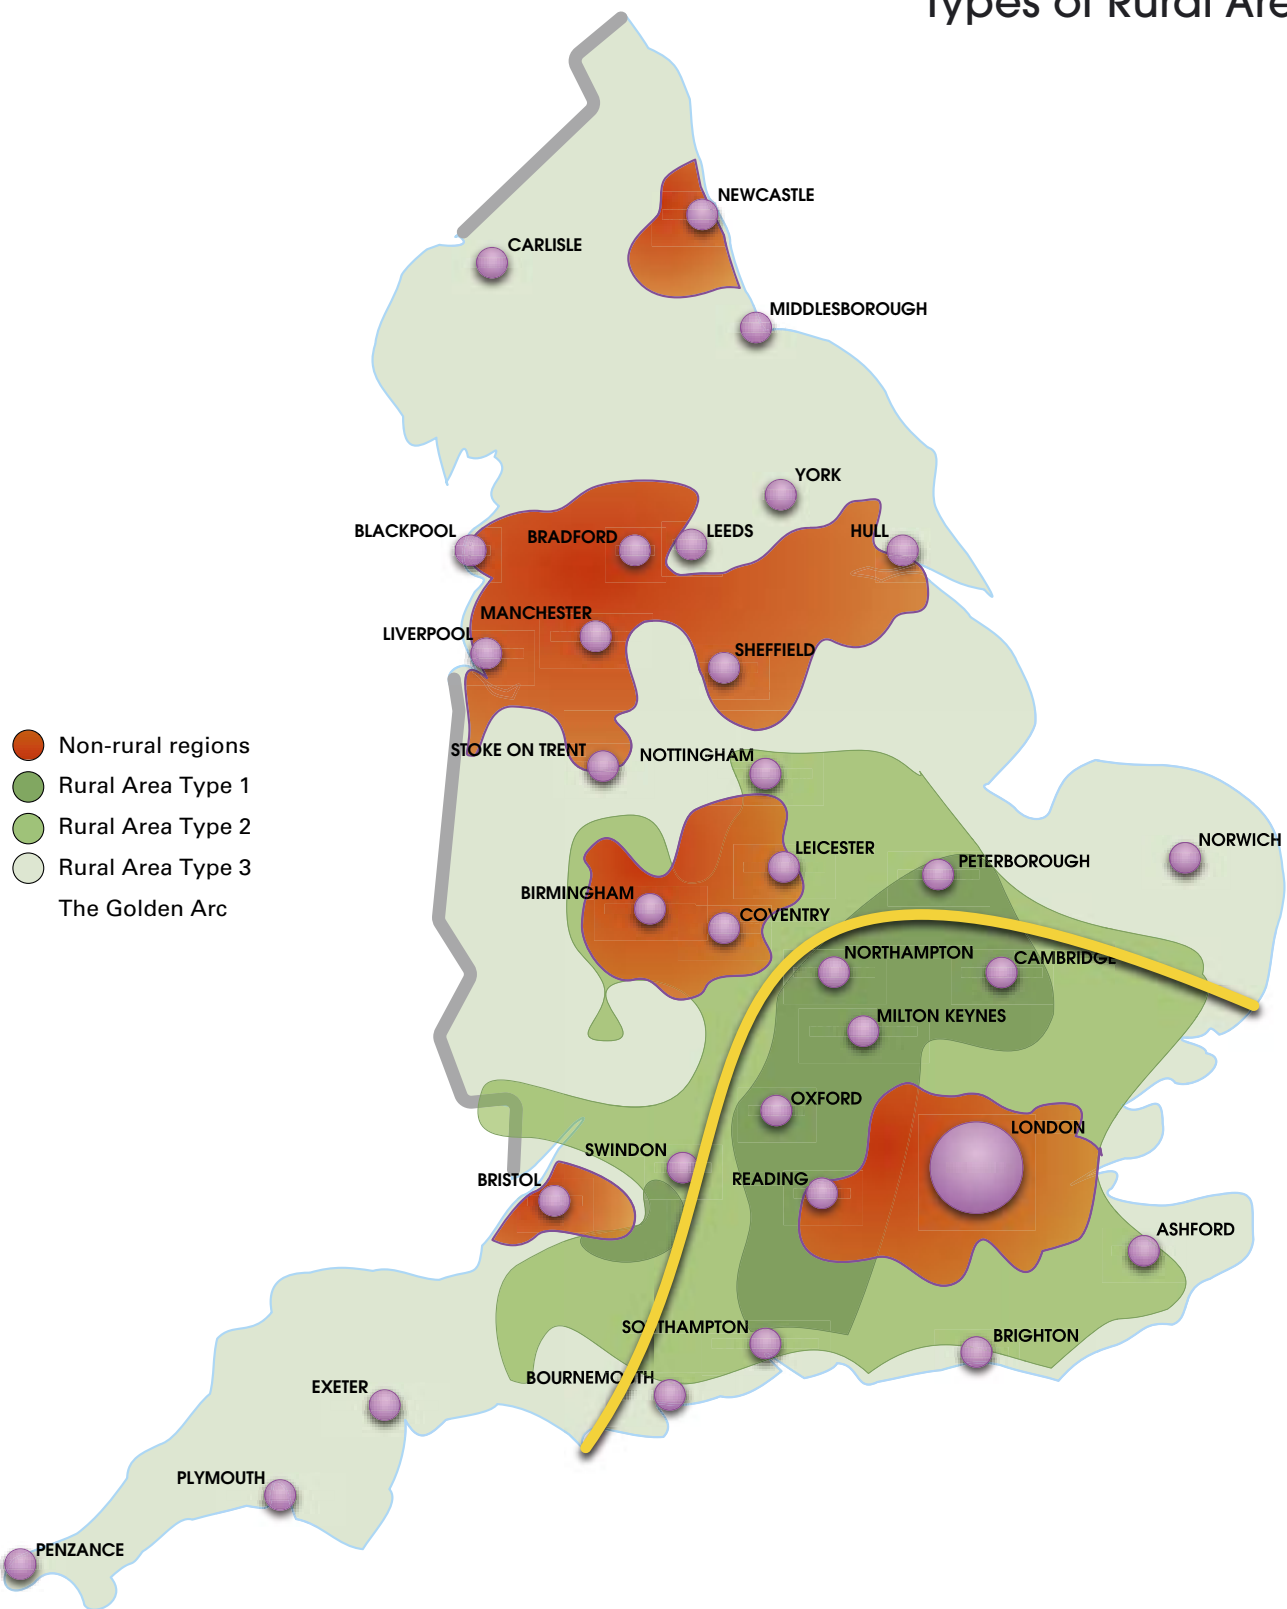 Types of Rural Are
NEWCASTLE
CARLISLE
MIDDLESBOROUGH
YORK
BLACKPOOL
BRADFORD
LEEDS
HULL
MANCHESTER
LIVERPOOL
SHEFFIELD
Non-rural regions
STOKE ON TRENT
NOTTINGHAM
Rural Area Type 1
Rural Area Type 2
Rural Area Type 3
The Golden Arc
NORWICH
LEICESTER
PETERBOROUGH
BIRMINGHAM
COVENTRY
NORTHAMPTON
CAMBRIDGE
MILTON KEYNES
OXFORD
LONDON
SWINDON
BRISTOL
READING
ASHFORD
SOUTHAMPTON
BRIGHTON
BOURNEMOUTH
EXETER
PLYMOUTH
PENZANCE